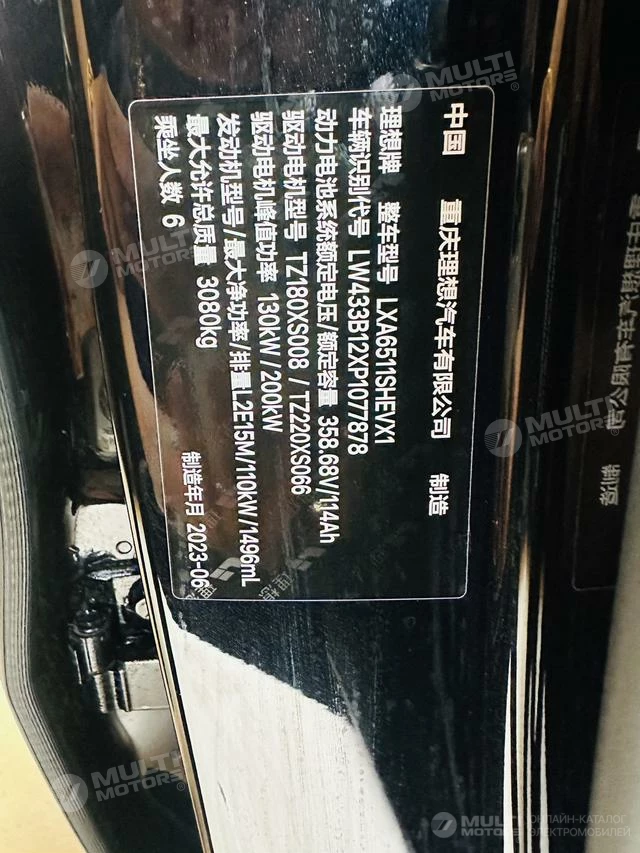 中国 重庆理想汽车有限公司 制造
理想牌 整车型号 LXA6511SHEVX1
车辆识别代号 LW433B12XP1077878
动力电池系统额定电压/额定容量 358.68V/114Ah
驱动电机型号 TZ180XS008 / TZ220XS066
驱动电机峰值功率 130kW/200kW
发动机型号/最大净功率/排量L2E15M/110kW/1496mL
最大允许总质量 3080kg
乘坐人数 6 制造年月 2023-06
理想
MULTI MOTORS®
MULTI MOTORS®
MULTI MOTORS®
MULTI MOTORS®
MULTI MOTORS®
MULTI MOTORS®
ОНЛАЙН-КАТАЛОГ
ЭЛЕКТРОМОБИЛЕЙ